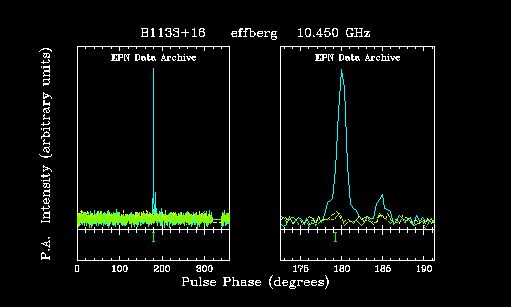 B1133+16 effberg 10.450 GHz
EPN Data Archive EPN Data Archive
P.A. Intensity (arbitrary units)
0 100 200 300 175 180 185 190
Pulse Phase (degrees)